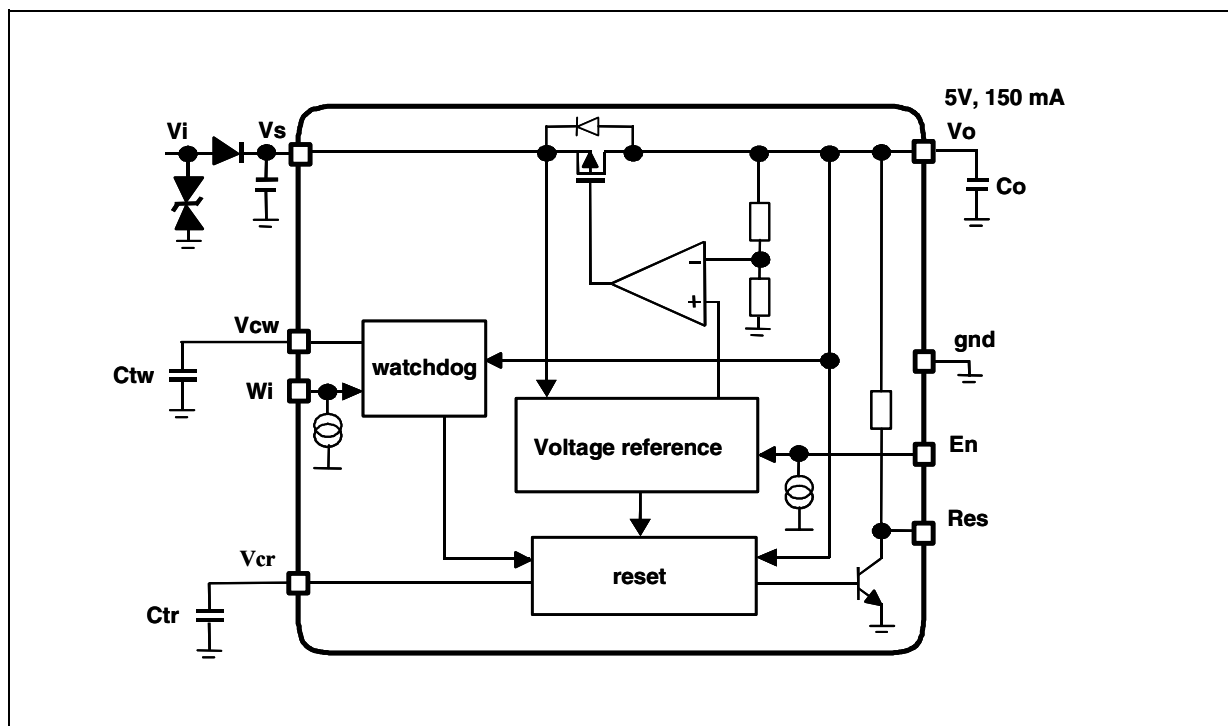 5V, 150 mA
Vi
Vs
Vo
Co
−
+
Vcw
gnd
watchdog
Ctw
Wi
Voltage reference
En
Res
Vcr
reset
Ctr